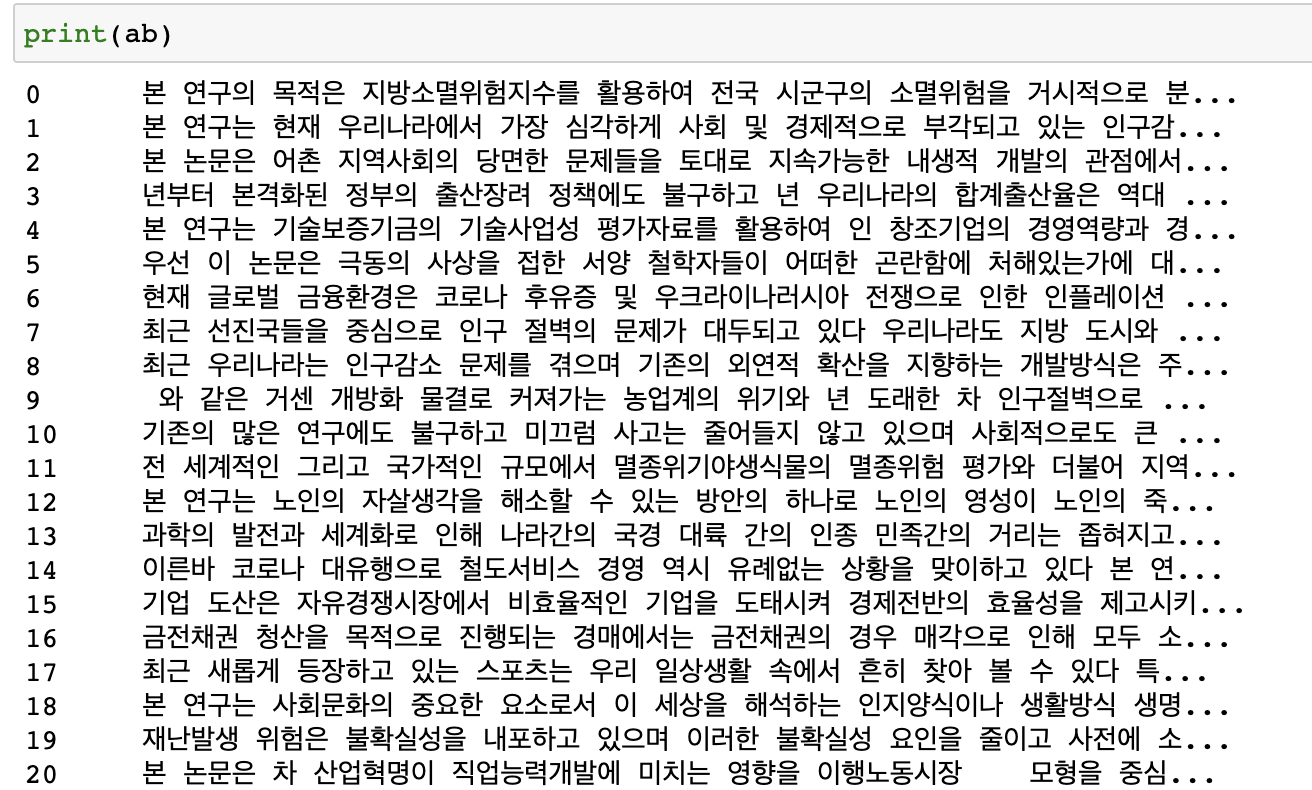 print(ab)
0 본 연구의 목적은 지방소멸위험지수를 활용하여 전국 시군구의 소멸위험을 거시적으로 분...
1 본 연구는 현재 우리나라에서 가장 심각하게 사회 및 경제적으로 부각되고 있는 인구감...
2 본 논문은 어촌 지역사회의 당면한 문제들을 토대로 지속가능한 내생적 개발의 관점에서...
3 년부터 본격화된 정부의 출산장려 정책에도 불구하고 년 우리나라의 합계출산율은 역대 ...
4 본 연구는 기술보증기금의 기술사업성 평가자료를 활용하여 인 창조기업의 경영역량과 경...
5 우선 이 논문은 극동의 사상을 접한 서양 철학자들이 어떠한 곤란함에 처해있는가에 대...
6 현재 글로벌 금융환경은 코로나 후유증 및 우크라이나러시아 전쟁으로 인한 인플레이션 ...
7 최근 선진국들을 중심으로 인구 절벽의 문제가 대두되고 있다 우리나라도 지방 도시와 ...
8 최근 우리나라는 인구감소 문제를 겪으며 기존의 외연적 확산을 지향하는 개발방식은 주...
9 와 같은 거센 개방화 물결로 커져가는 농업계의 위기와 년 도래한 차 인구절벽으로 ...
10 기존의 많은 연구에도 불구하고 미끄럼 사고는 줄어들지 않고 있으며 사회적으로도 큰 ...
11 전 세계적인 그리고 국가적인 규모에서 멸종위기야생식물의 멸종위험 평가와 더불어 지역...
12 본 연구는 노인의 자살생각을 해소할 수 있는 방안의 하나로 노인의 영성이 노인의 죽...
13 과학의 발전과 세계화로 인해 나라간의 국경 대륙 간의 인종 민족간의 거리는 좁혀지고...
14 이른바 코로나 대유행으로 철도서비스 경영 역시 유례없는 상황을 맞이하고 있다 본 연...
15 기업 도산은 자유경쟁시장에서 비효율적인 기업을 도태시켜 경제전반의 효율성을 제고시키...
16 금전채권 청산을 목적으로 진행되는 경매에서는 금전채권의 경우 매각으로 인해 모두 소...
17 최근 새롭게 등장하고 있는 스포츠는 우리 일상생활 속에서 흔히 찾아 볼 수 있다 특...
18 본 연구는 사회문화의 중요한 요소로서 이 세상을 해석하는 인지양식이나 생활방식 생명...
19 재난발생 위험은 불확실성을 내포하고 있으며 이러한 불확실성 요인을 줄이고 사전에 소...
20 본 논문은 차 산업혁명이 직업능력개발에 미치는 영향을 이행노동시장 모형을 중심...